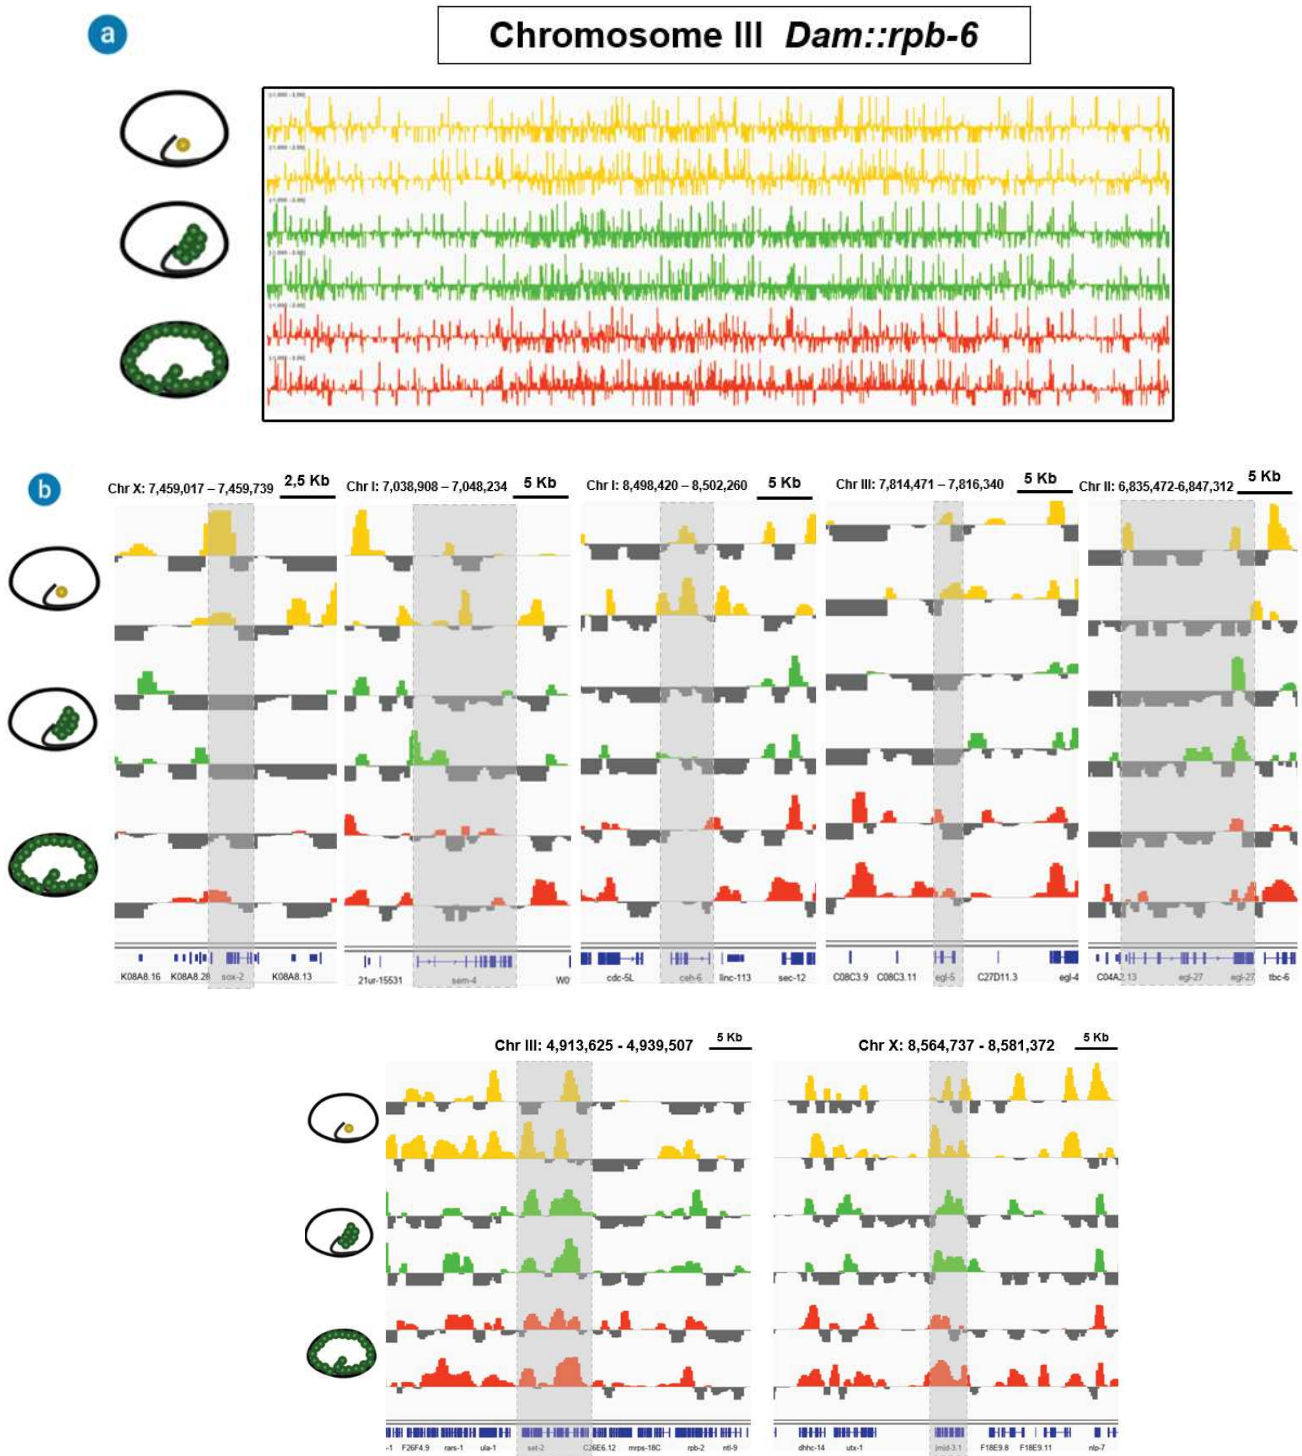 a
Chromosome III Dam::rpb-6
b
Chr X: 7,459,017 – 7,459,739
2,5 Kb
Chr I: 7,038,908 – 7,048,234
5 Kb
Chr I: 8,498,420 – 8,502,260
5 Kb
Chr III: 7,814,471 – 7,816,340
5 Kb
Chr II: 6,835,472-6,847,312
5 Kb
K08A8.16 K08A8.28 sox-2 K08A8.13
21ur-15531 sem-4 W0
cdc-5L ceh-6 linc-113 sec-12
C08C3.9 C08C3.11 egl-5 C27D11.3 egl-4
C04A2.13 egl-27 egl-27 tbc-6
Chr III: 4,913,625 - 4,939,507
5 Kb
Chr X: 8,564,737 - 8,581,372
5 Kb
-1 F26F4.9 rars-1 ula-1 set-2 C26E6.12 mrps-18C rpb-2 ntl-9
dhhc-14 utx-1 jmjd-3.1 F18E9.8 F18E9.11 nlp-7